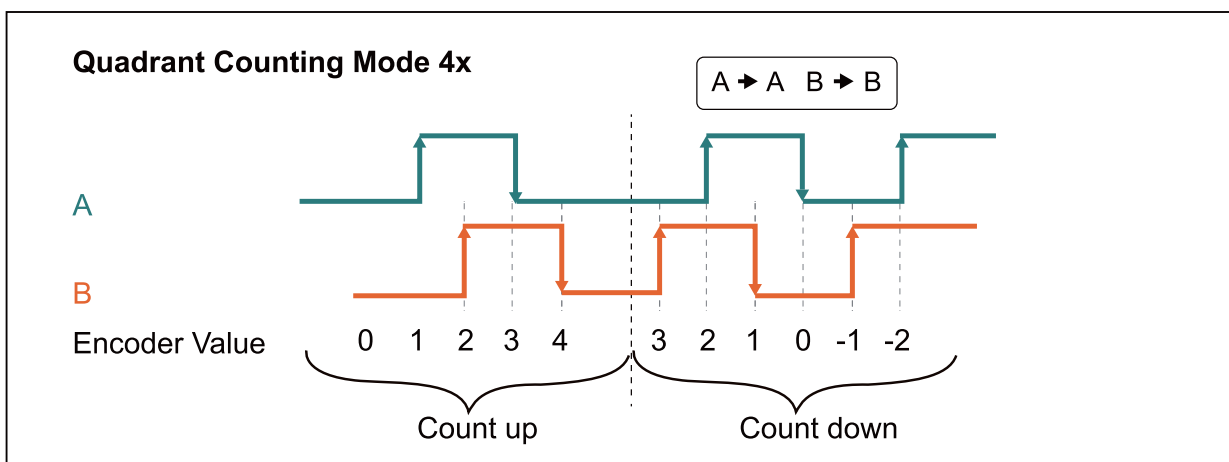 Quadrant Counting Mode 4x
A → A B → B
A
B
Encoder Value 0 1 2 3 4 3 2 1 0 -1 -2
Count up Count down